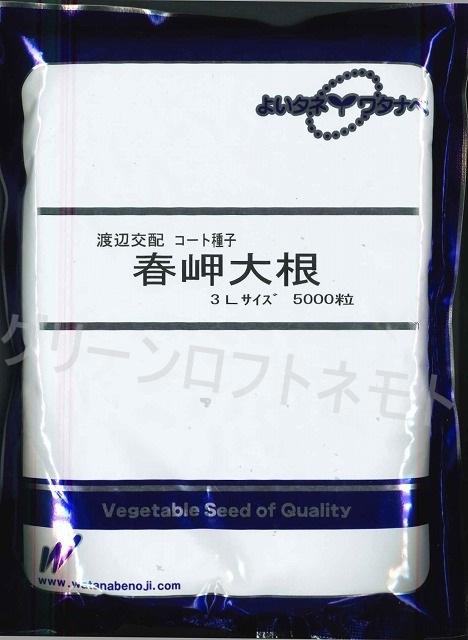 よいタネ ワタナベ
渡辺交配 コート種子
春岬大根
3Lサイズ 5000粒
グリーンロフトネモト
Vegetable Seed of Quality
W
www.watanabenoji.com